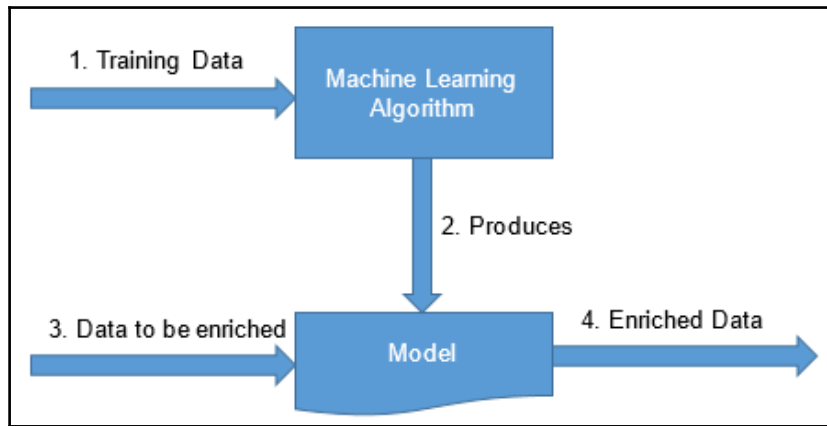 1. Training Data
Machine Learning
Algorithm
2. Produces
3. Data to be enriched
Model
4. Enriched Data